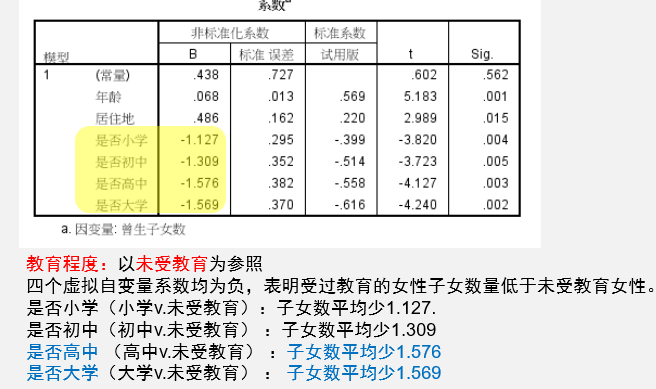 系数a
模型 非标准化系数 标准系数 t Sig.
B 标准 误差 试用版
1 (常量) .438 .727 .602 .562
年龄 .068 .013 .569 5.183 .001
居住地 .486 .162 .220 2.989 .015
是否小学 -1.127 .295 -.399 -3.820 .004
是否初中 -1.309 .352 -.514 -3.723 .005
是否高中 -1.576 .382 -.558 -4.127 .003
是否大学 -1.569 .370 -.616 -4.240 .002
a. 因变量: 曾生子女数
教育程度：以未受教育为参照
四个虚拟自变量系数均为负，表明受过教育的女性子女数量低于未受教育女性。
是否小学（小学v.未受教育）：子女数平均少1.127.
是否初中（初中v.未受教育）：子女数平均少1.309
是否高中 （高中v.未受教育）：子女数平均少1.576
是否大学（大学v.未受教育）：子女数平均少1.569